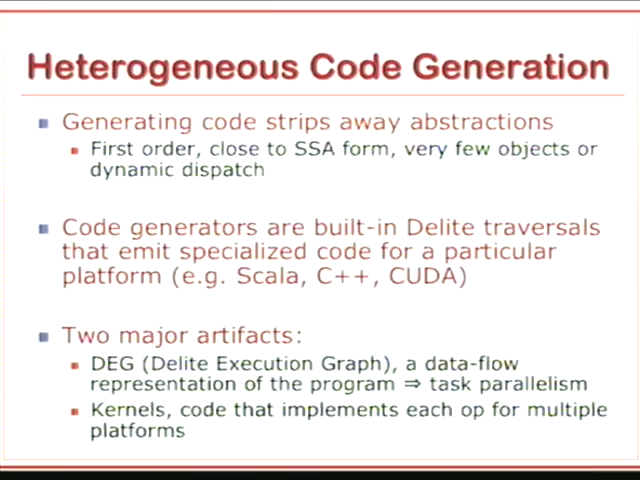 Heterogeneous Code Generation
Generating code strips away abstractions
First order, close to SSA form, very few objects or
dynamic dispatch
Code generators are built-in Delite traversals
that emit specialized code for a particular
platform (e.g. Scala, C++, CUDA)
Two major artifacts:
DEG (Delite Execution Graph), a data-flow
representation of the program ⇒ task parallelism
Kernels, code that implements each op for multiple
platforms